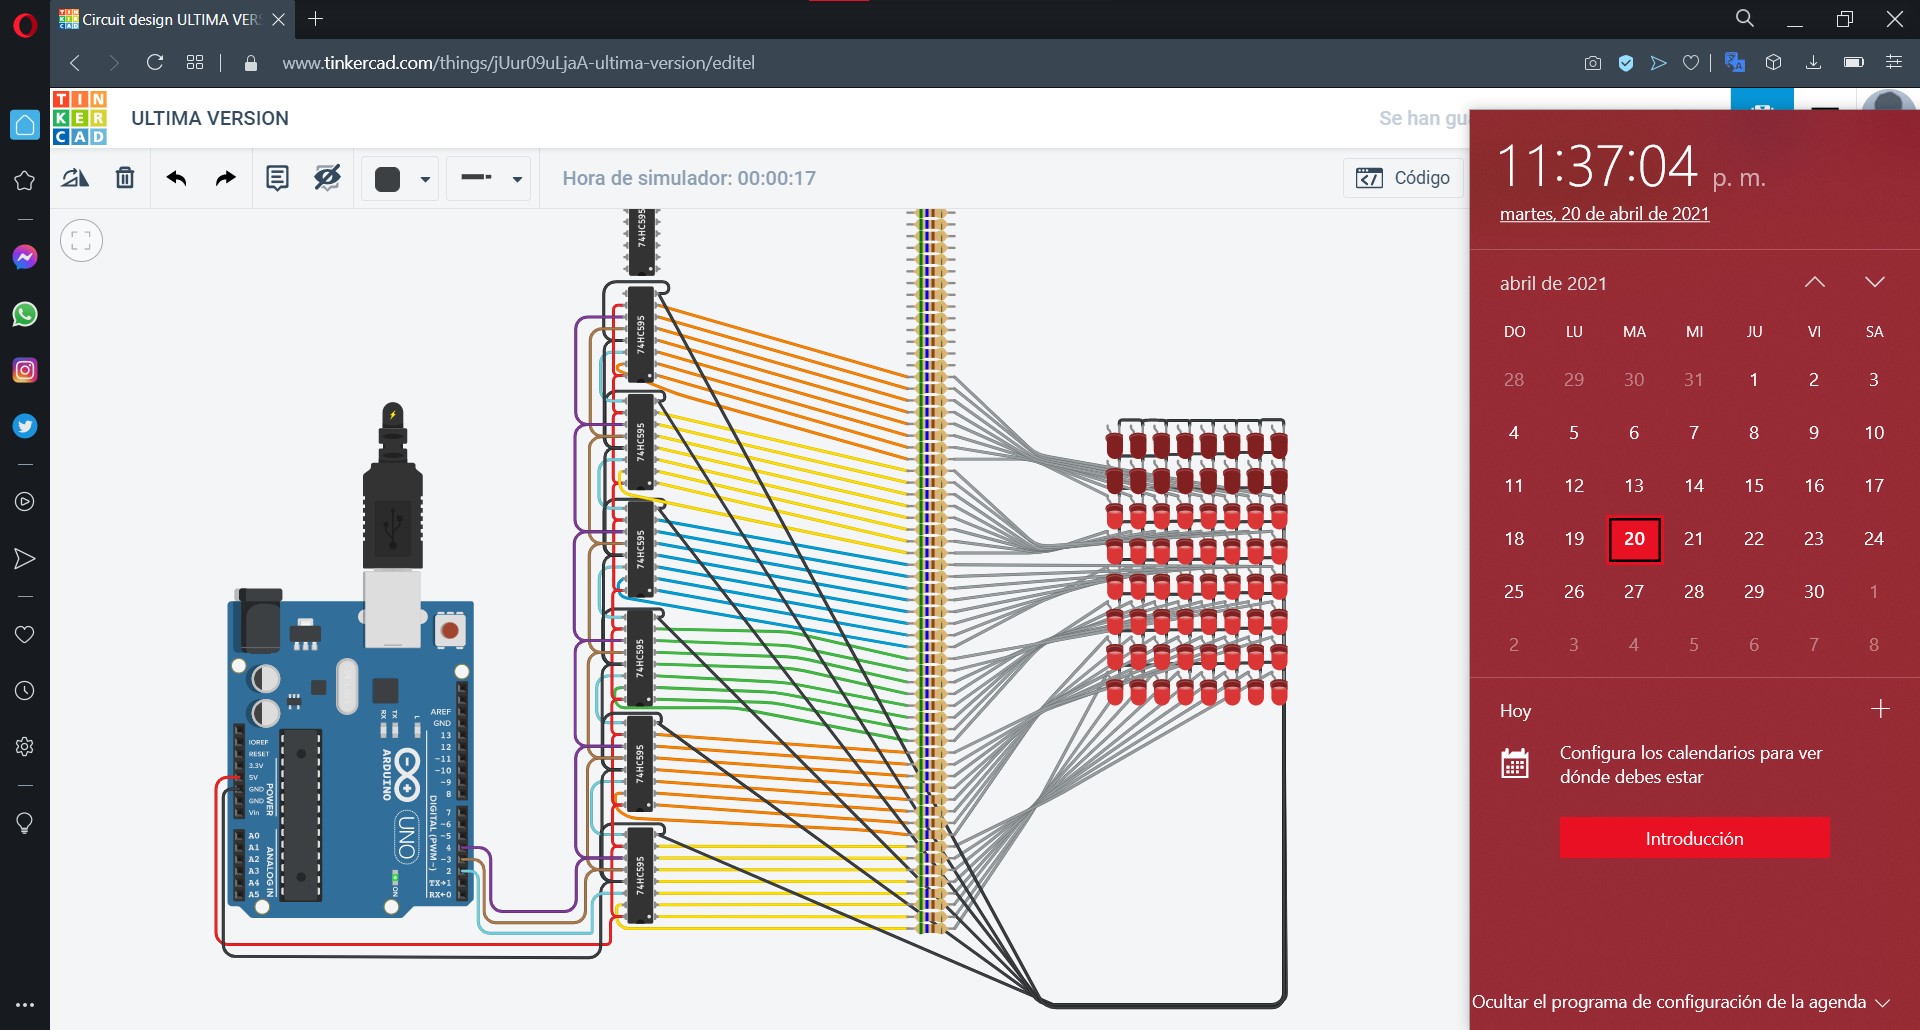 Circuit design ULTIMA VER
www.tinkercad.com/things/jUur09uLjaA-ultima-version/editel
TIN
KER
CAD
ULTIMA VERSION
Se han gu
Hora de simulador: 00:00:17
Código
11:37:04 p. m.
martes, 20 de abril de 2021
abril de 2021
DO LU MA MI JU VI SA
28 29 30 31 1 2 3
4 5 6 7 8 9 10
11 12 13 14 15 16 17
18 19 20 21 22 23 24
25 26 27 28 29 30 1
2 3 4 5 6 7 8
Hoy
Configura los calendarios para ver
dónde debes estar
Introducción
Ocultar el programa de configuración de la agenda
74HC595
74HC595
74HC595
74HC595
74HC595
74HC595
74HC595
RX
TX
L
AREF
GND
13
12
~11
~10
~9
8
7
~6
~5
4
~3
2
TX→1
RX←0
DIGITAL (PWM~)
ARDUINO
UNO
ON
IOREF
RESET
3.3V
5V
GND
GND
Vin
POWER
A0
A1
A2
A3
A4
A5
ANALOG IN